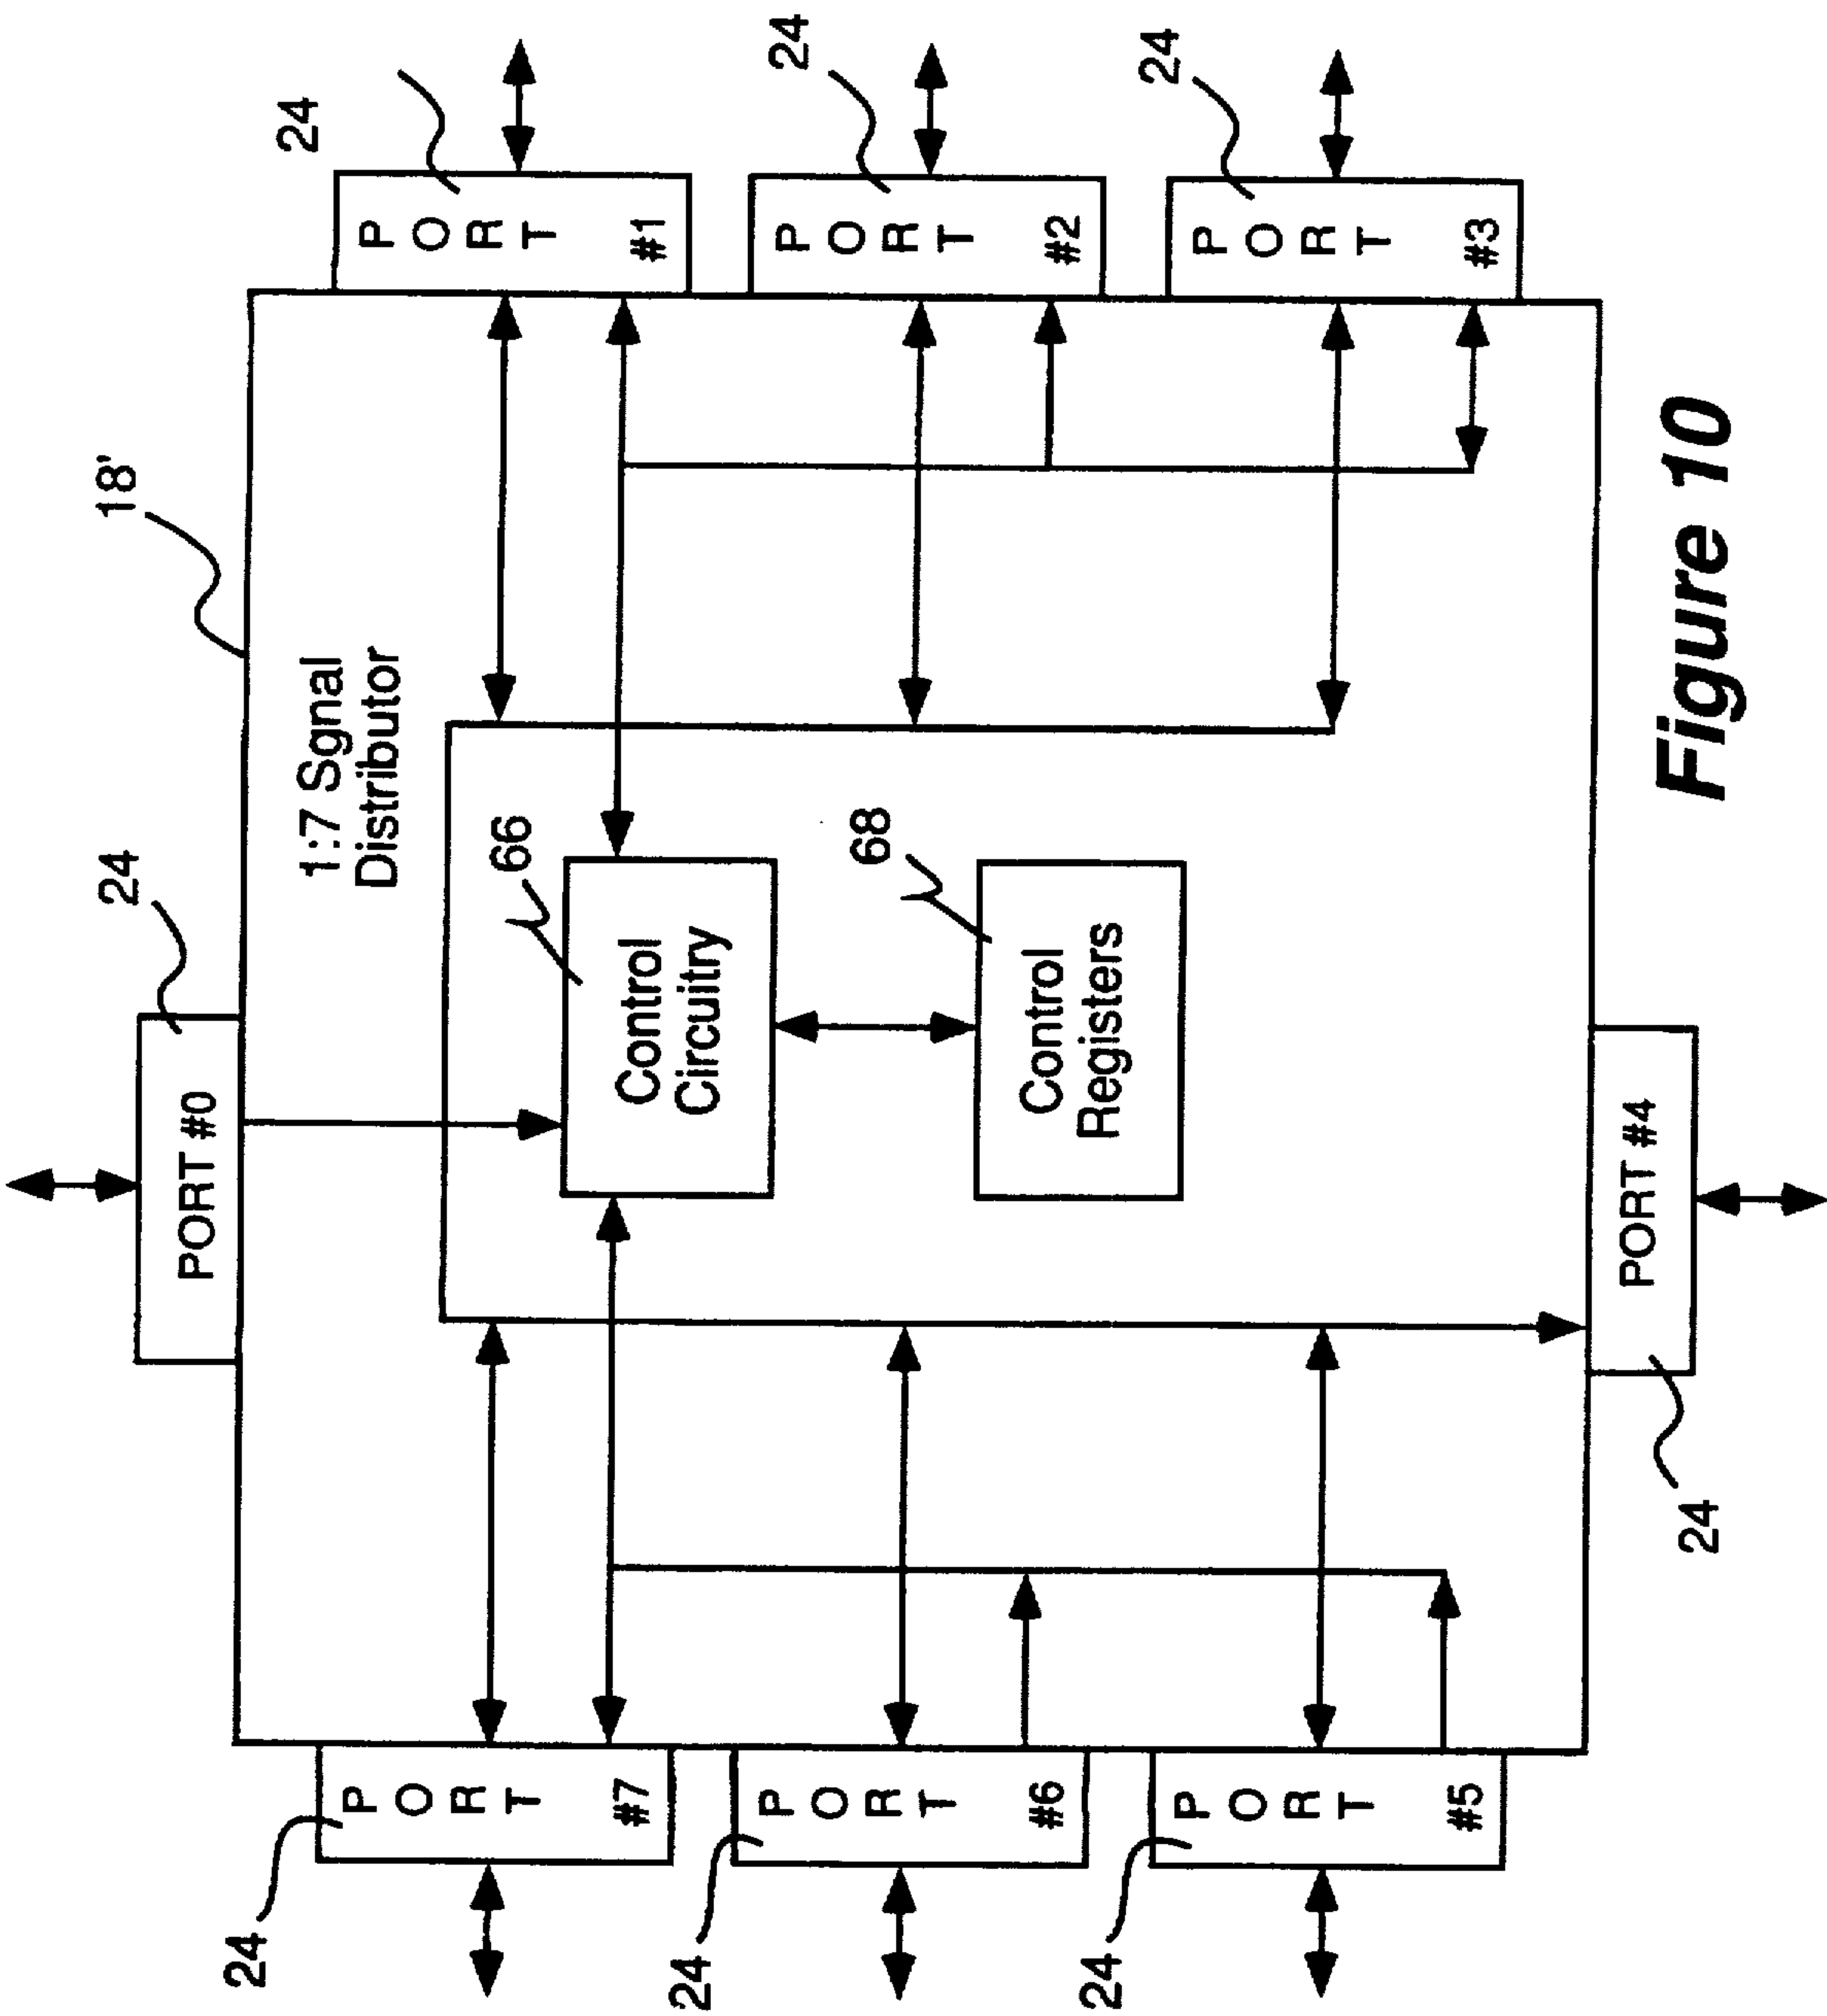 24
18'
PORT #0
24
24
1:7 Sgnal
Distributor
PORT
#7
PORT
#1
66
Control
Circuitry
24
24
PORT
#6
PORT
#2
68
Control
Registers
24
24
PORT
#5
PORT
#3
PORT #4
24
Figure 10